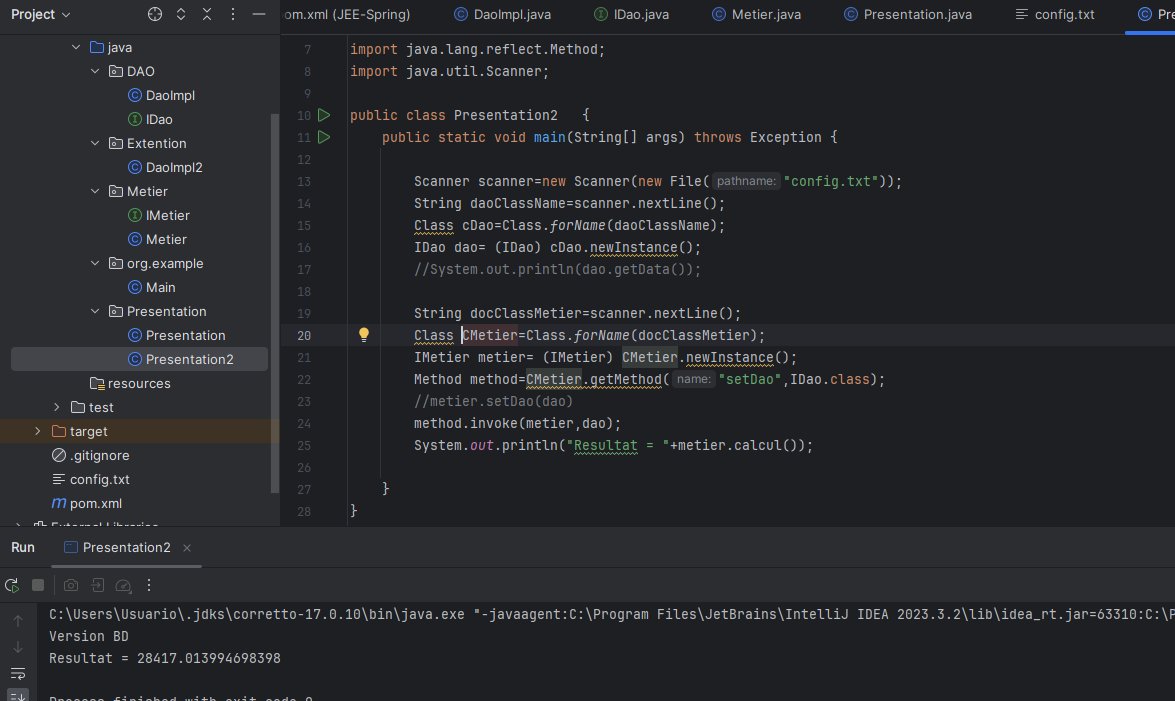 Project
om.xml (JEE-Spring)
DaoImpl.java
IDao.java
Metier.java
Presentation.java
config.txt
Pre
java
DAO
DaoImpl
IDao
Extention
DaoImpl2
Metier
IMetier
Metier
org.example
Main
Presentation
Presentation
Presentation2
resources
test
target
.gitignore
config.txt
pom.xml
External Libraries
7 import java.lang.reflect.Method;
8 import java.util.Scanner;
9
10 public class Presentation2   {
11     public static void main(String[] args) throws Exception {
12
13         Scanner scanner=new Scanner(new File( pathname: "config.txt"));
14         String daoClassName=scanner.nextLine();
15         Class cDao=Class.forName(daoClassName);
16         IDao dao= (IDao) cDao.newInstance();
17         //System.out.println(dao.getData());
18
19         String docClassMetier=scanner.nextLine();
20         Class CMetier=Class.forName(docClassMetier);
21         IMetier metier= (IMetier) CMetier.newInstance();
22         Method method=CMetier.getMethod( name: "setDao",IDao.class);
23         //metier.setDao(dao)
24         method.invoke(metier,dao);
25         System.out.println("Resultat = "+metier.calcul());
26
27     }
28 }
Run
Presentation2
C:\Users\Usuario\.jdks\corretto-17.0.10\bin\java.exe "-javaagent:C:\Program Files\JetBrains\IntelliJ IDEA 2023.3.2\lib\idea_rt.jar=63310:C:\P
Version BD
Resultat = 28417.013994698398
Process finished with exit code 0